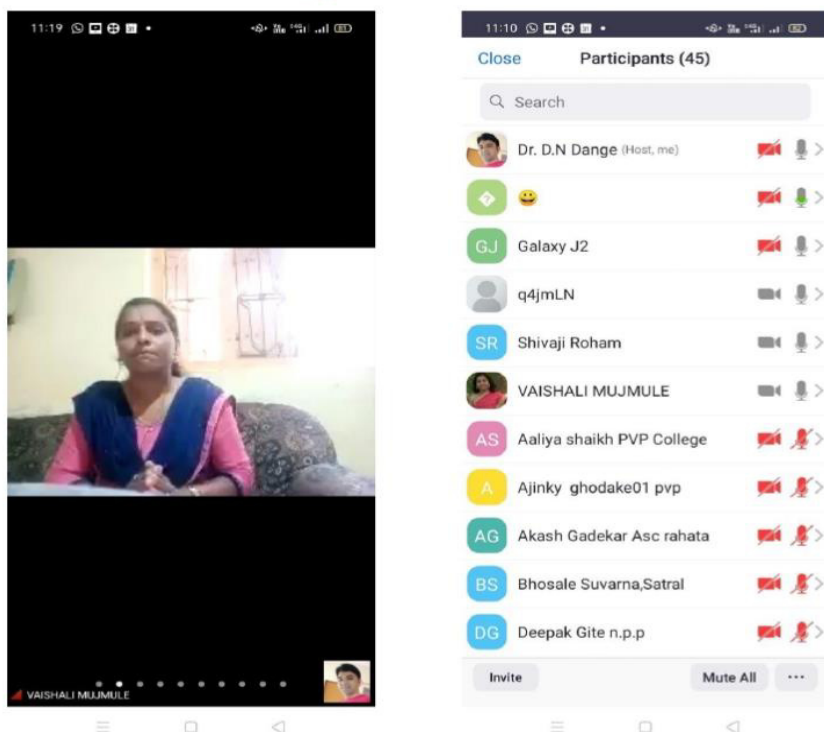 11:19
VAISHALI MUJMULE
11:10
Close Participants (45)
Search
Dr. D.N Dange (Host, me)
GJ Galaxy J2
q4jmLN
SR Shivaji Roham
VAISHALI MUJMULE
AS Aaliya shaikh PVP College
A Ajinky ghodake01 pvp
AG Akash Gadekar Asc rahata
BS Bhosale Suvarna,Satral
DG Deepak Gite n.p.p
Invite Mute All ...